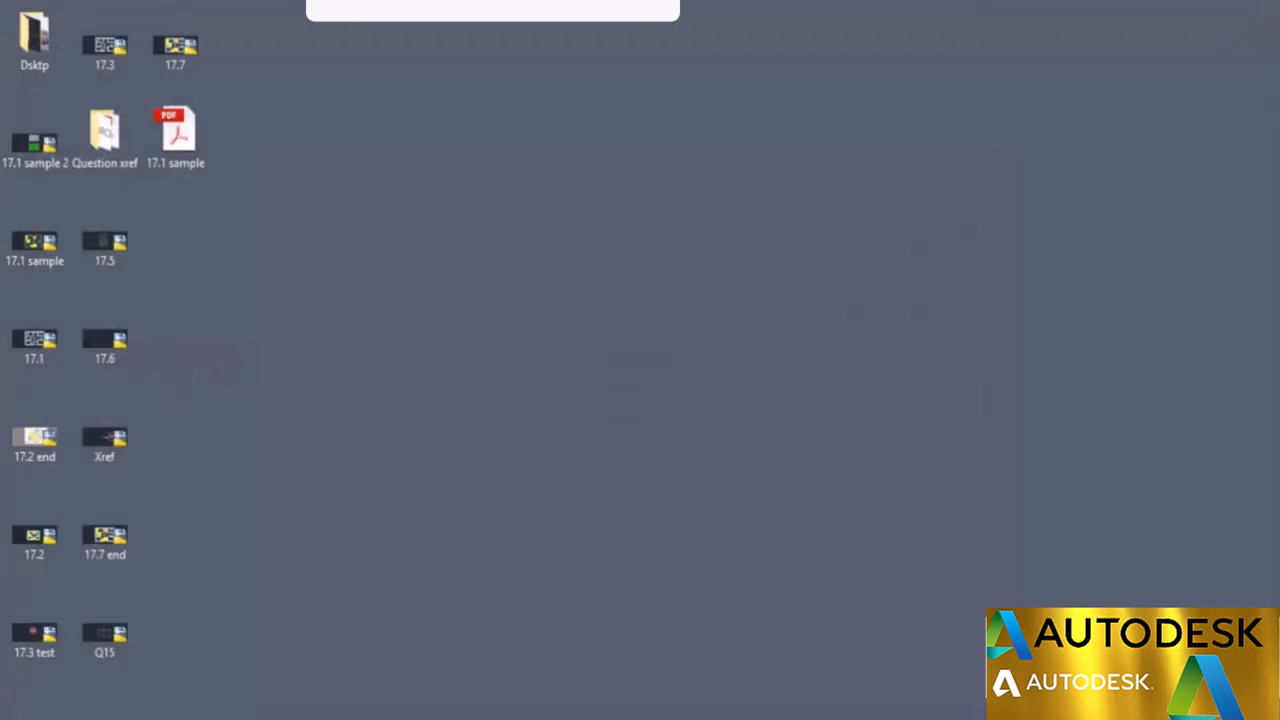 Dsktp
17.3
17.7
17.1 sample 2
Question xref
PDF
17.1 sample
17.1 sample
17.5
17.1
17.6
17.2 end
Xref
17.2
17.7 end
17.3 test
Q15
AUTODESK
AUTODESK.